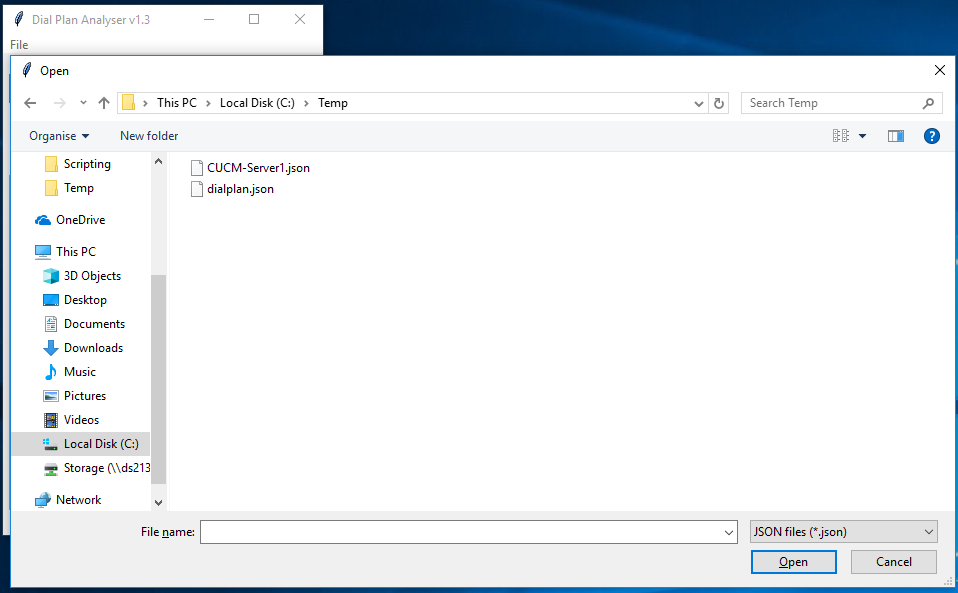 Dial Plan Analyser v1.3
File
Open
This PC > Local Disk (C:) > Temp
Search Temp
Organise
New folder
Scripting
Temp
OneDrive
This PC
3D Objects
Desktop
Documents
Downloads
Music
Pictures
Videos
Local Disk (C:)
Storage (\\ds213
Network
CUCM-Server1.json
dialplan.json
File name:
JSON files (*.json)
Open
Cancel